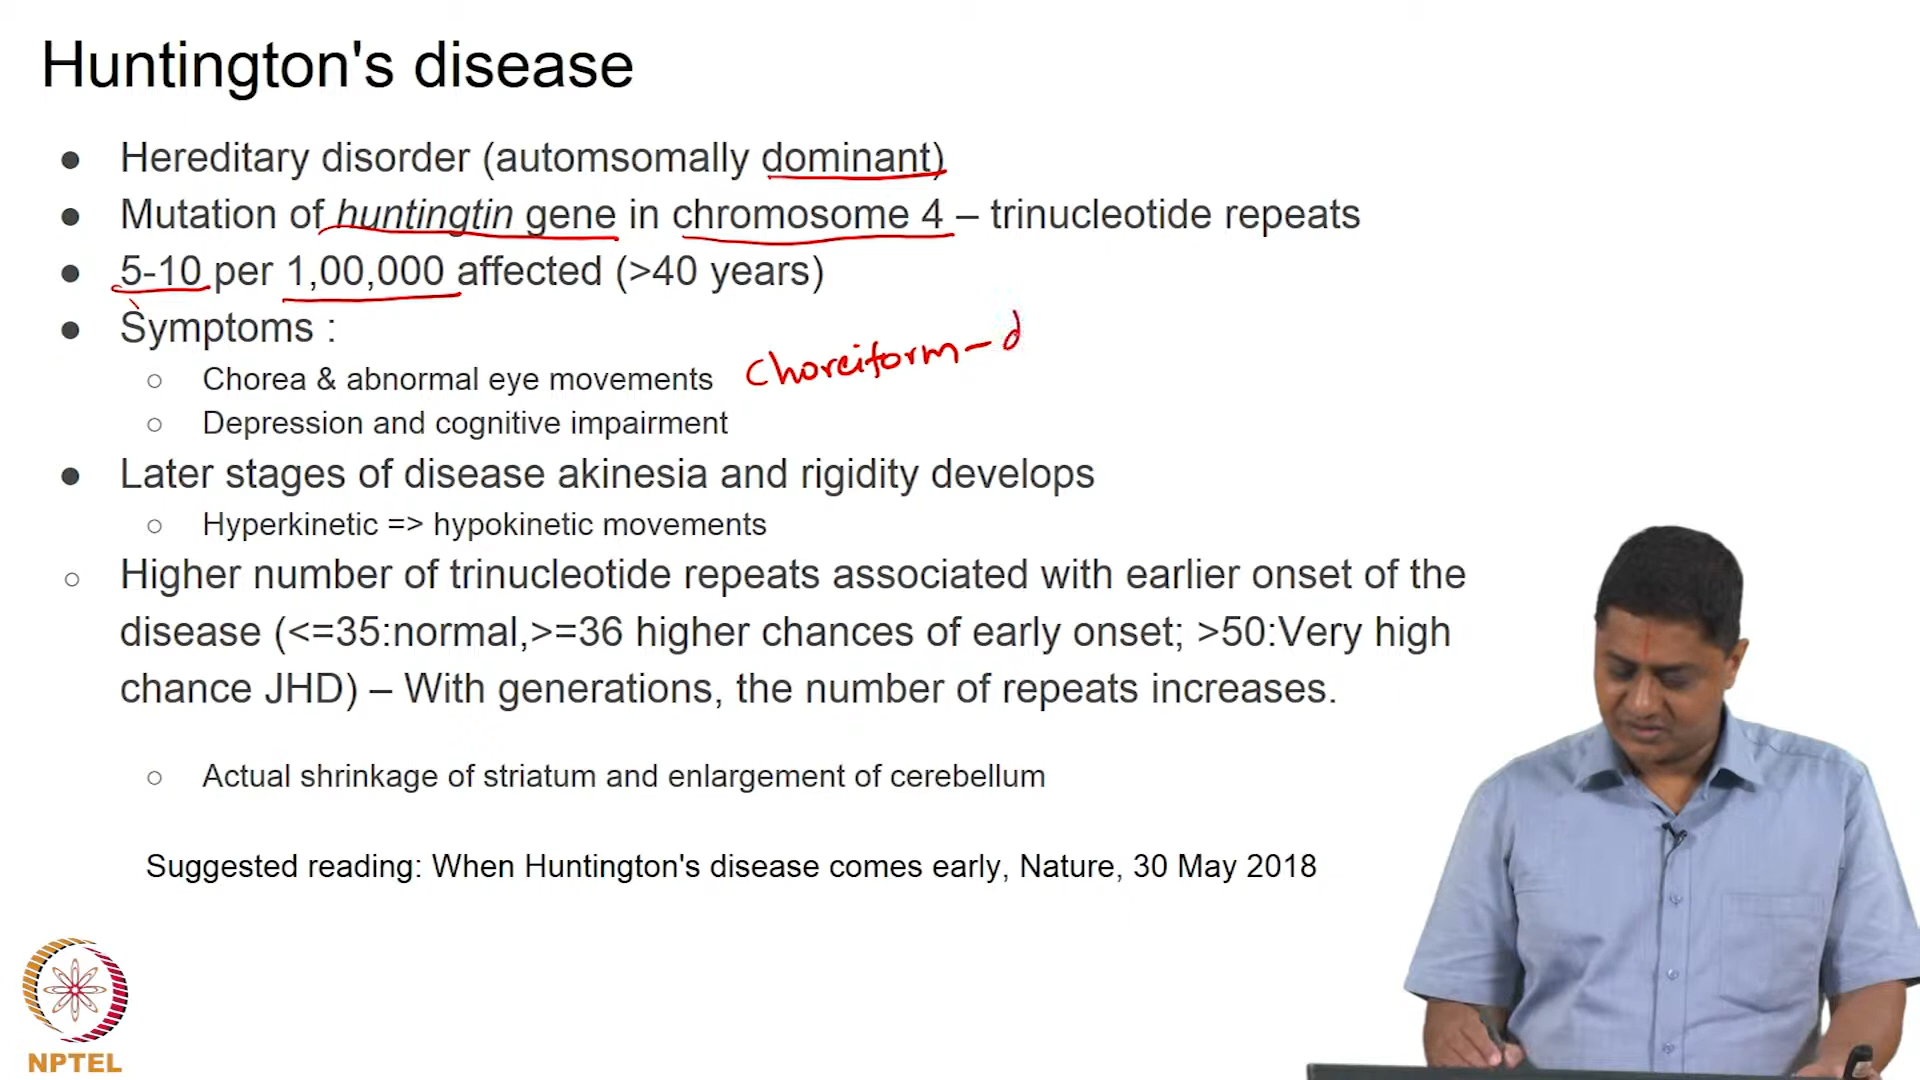 Huntington's disease
● Hereditary disorder (automsomally dominant)
● Mutation of huntingtin gene in chromosome 4 – trinucleotide repeats
● 5-10 per 1,00,000 affected (>40 years)
● Symptoms :
○ Chorea & abnormal eye movements Choreiform – d
○ Depression and cognitive impairment
● Later stages of disease akinesia and rigidity develops
○ Hyperkinetic => hypokinetic movements
○ Higher number of trinucleotide repeats associated with earlier onset of the
disease (<=35:normal,>=36 higher chances of early onset; >50:Very high
chance JHD) – With generations, the number of repeats increases.
○ Actual shrinkage of striatum and enlargement of cerebellum
Suggested reading: When Huntington's disease comes early, Nature, 30 May 2018
NPTEL